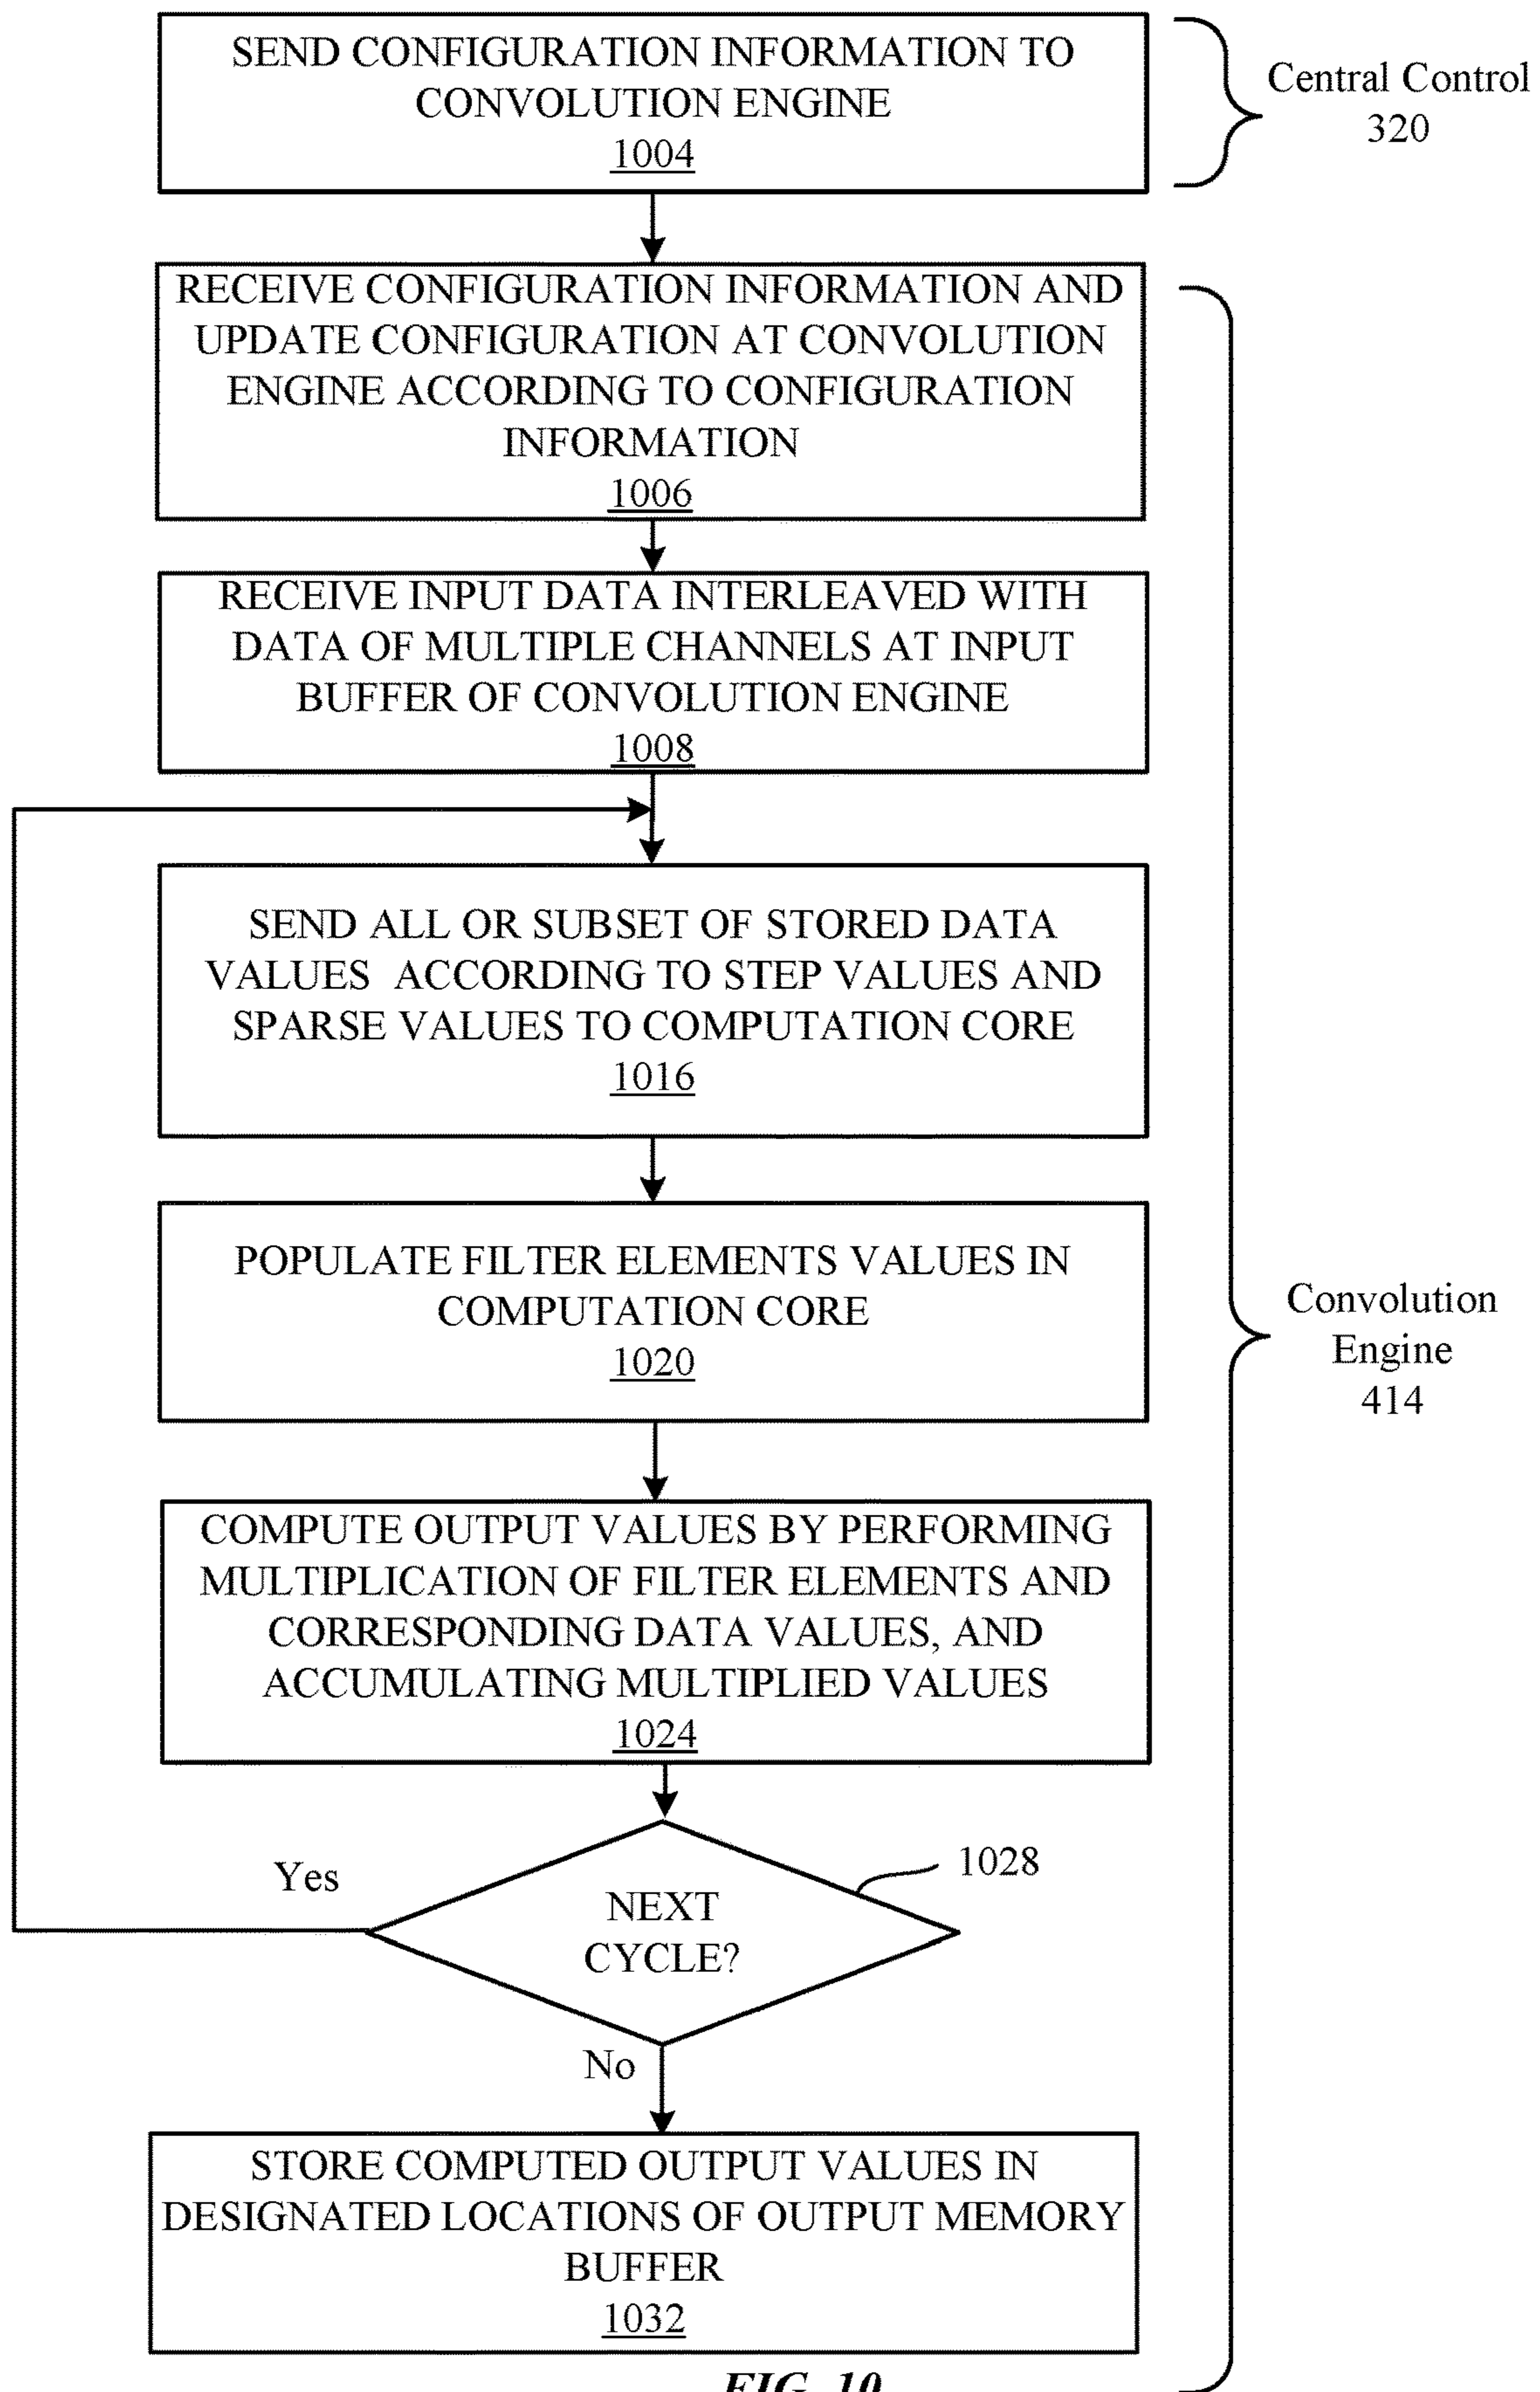 SEND CONFIGURATION INFORMATION TO
CONVOLUTION ENGINE
1004
Central Control
320
RECEIVE CONFIGURATION INFORMATION AND
UPDATE CONFIGURATION AT CONVOLUTION
ENGINE ACCORDING TO CONFIGURATION
INFORMATION
1006
RECEIVE INPUT DATA INTERLEAVED WITH
DATA OF MULTIPLE CHANNELS AT INPUT
BUFFER OF CONVOLUTION ENGINE
1008
SEND ALL OR SUBSET OF STORED DATA
VALUES ACCORDING TO STEP VALUES AND
SPARSE VALUES TO COMPUTATION CORE
1016
POPULATE FILTER ELEMENTS VALUES IN
COMPUTATION CORE
1020
Convolution
Engine
414
COMPUTE OUTPUT VALUES BY PERFORMING
MULTIPLICATION OF FILTER ELEMENTS AND
CORRESPONDING DATA VALUES, AND
ACCUMULATING MULTIPLIED VALUES
1024
1028
Yes
NEXT
CYCLE?
No
STORE COMPUTED OUTPUT VALUES IN
DESIGNATED LOCATIONS OF OUTPUT MEMORY
BUFFER
1032
FIG. 10